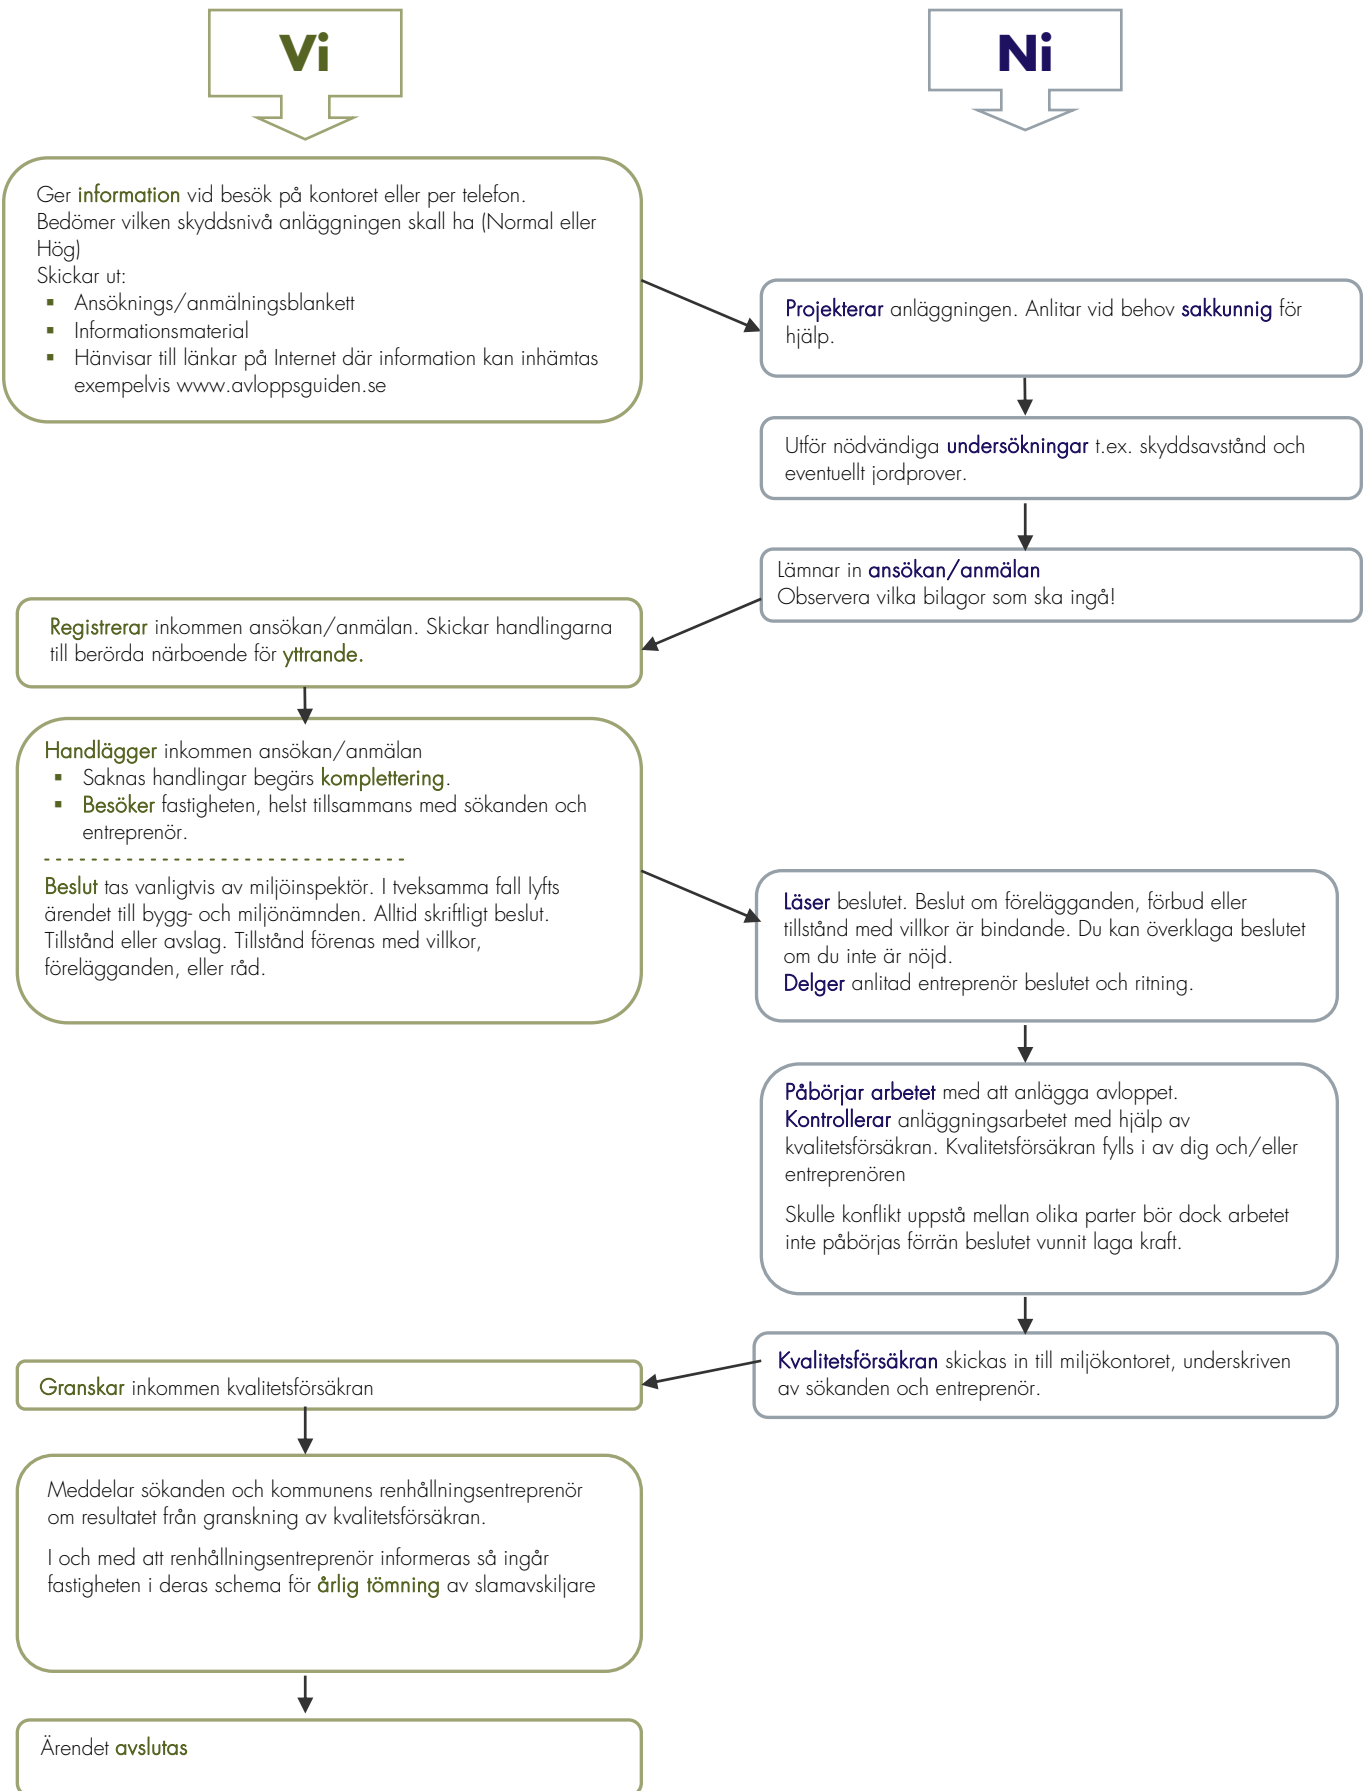 Vi
Ni
Ger information vid besök på kontoret eller per telefon.
Bedömer vilken skyddsnivå anläggningen skall ha (Normal eller
Hög)
Skickar ut:
▪ Ansöknings/anmälningsblankett
▪ Informationsmaterial
▪ Hänvisar till länkar på Internet där information kan inhämtas
exempelvis www.avloppsguiden.se
Projekterar anläggningen. Anlitar vid behov sakkunnig för
hjälp.
Utför nödvändiga undersökningar t.ex. skyddsavstånd och
eventuellt jordprover.
Lämnar in ansökan/anmälan
Observera vilka bilagor som ska ingå!
Registrerar inkommen ansökan/anmälan. Skickar handlingarna
till berörda närboende för yttrande.
Handlägger inkommen ansökan/anmälan
▪ Saknas handlingar begärs komplettering.
▪ Besöker fastigheten, helst tillsammans med sökanden och
entreprenör.
Beslut tas vanligtvis av miljöinspektör. I tveksamma fall lyfts
ärendet till bygg- och miljönämnden. Alltid skriftligt beslut.
Tillstånd eller avslag. Tillstånd förenas med villkor,
förelägganden, eller råd.
Läser beslutet. Beslut om förelägganden, förbud eller
tillstånd med villkor är bindande. Du kan överklaga beslutet
om du inte är nöjd.
Delger anlitad entreprenör beslutet och ritning.
Påbörjar arbetet med att anlägga avloppet.
Kontrollerar anläggningsarbetet med hjälp av
kvalitetsförsäkran. Kvalitetsförsäkran fylls i av dig och/eller
entreprenören
Skulle konflikt uppstå mellan olika parter bör dock arbetet
inte påbörjas förrän beslutet vunnit laga kraft.
Kvalitetsförsäkran skickas in till miljökontoret, underskriven
av sökanden och entreprenör.
Granskar inkommen kvalitetsförsäkran
Meddelar sökanden och kommunens renhållningsentreprenör
om resultatet från granskning av kvalitetsförsäkran.
I och med att renhållningsentreprenör informeras så ingår
fastigheten i deras schema för årlig tömning av slamavskiljare
Ärendet avslutas